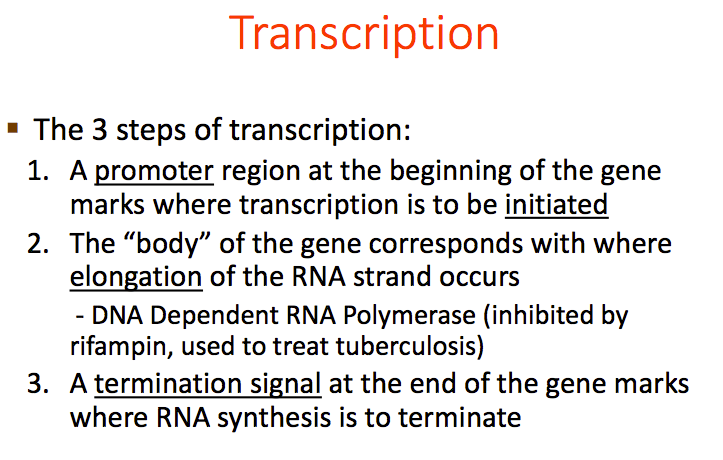 Transcription
▪ The 3 steps of transcription:
1. A promoter region at the beginning of the gene
marks where transcription is to be initiated
2. The “body” of the gene corresponds with where
elongation of the RNA strand occurs
- DNA Dependent RNA Polymerase (inhibited by
rifampin, used to treat tuberculosis)
3. A termination signal at the end of the gene marks
where RNA synthesis is to terminate